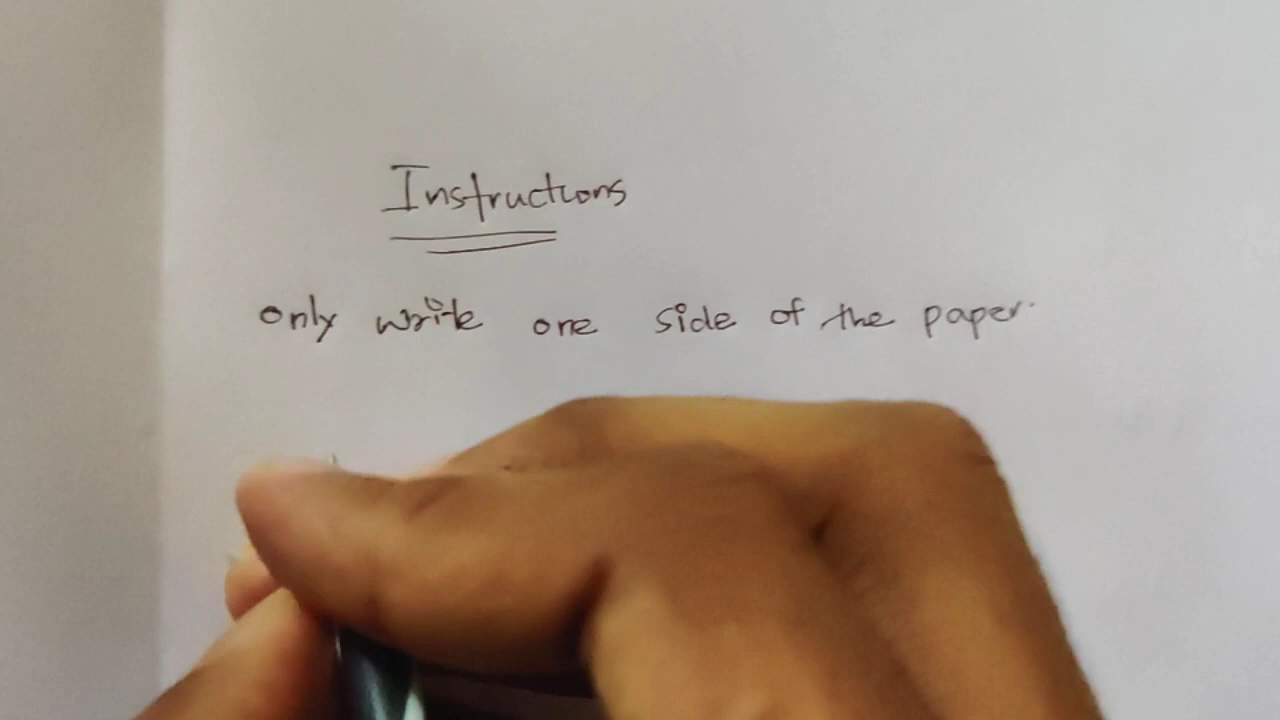 Instructions
only write one side of the paper.